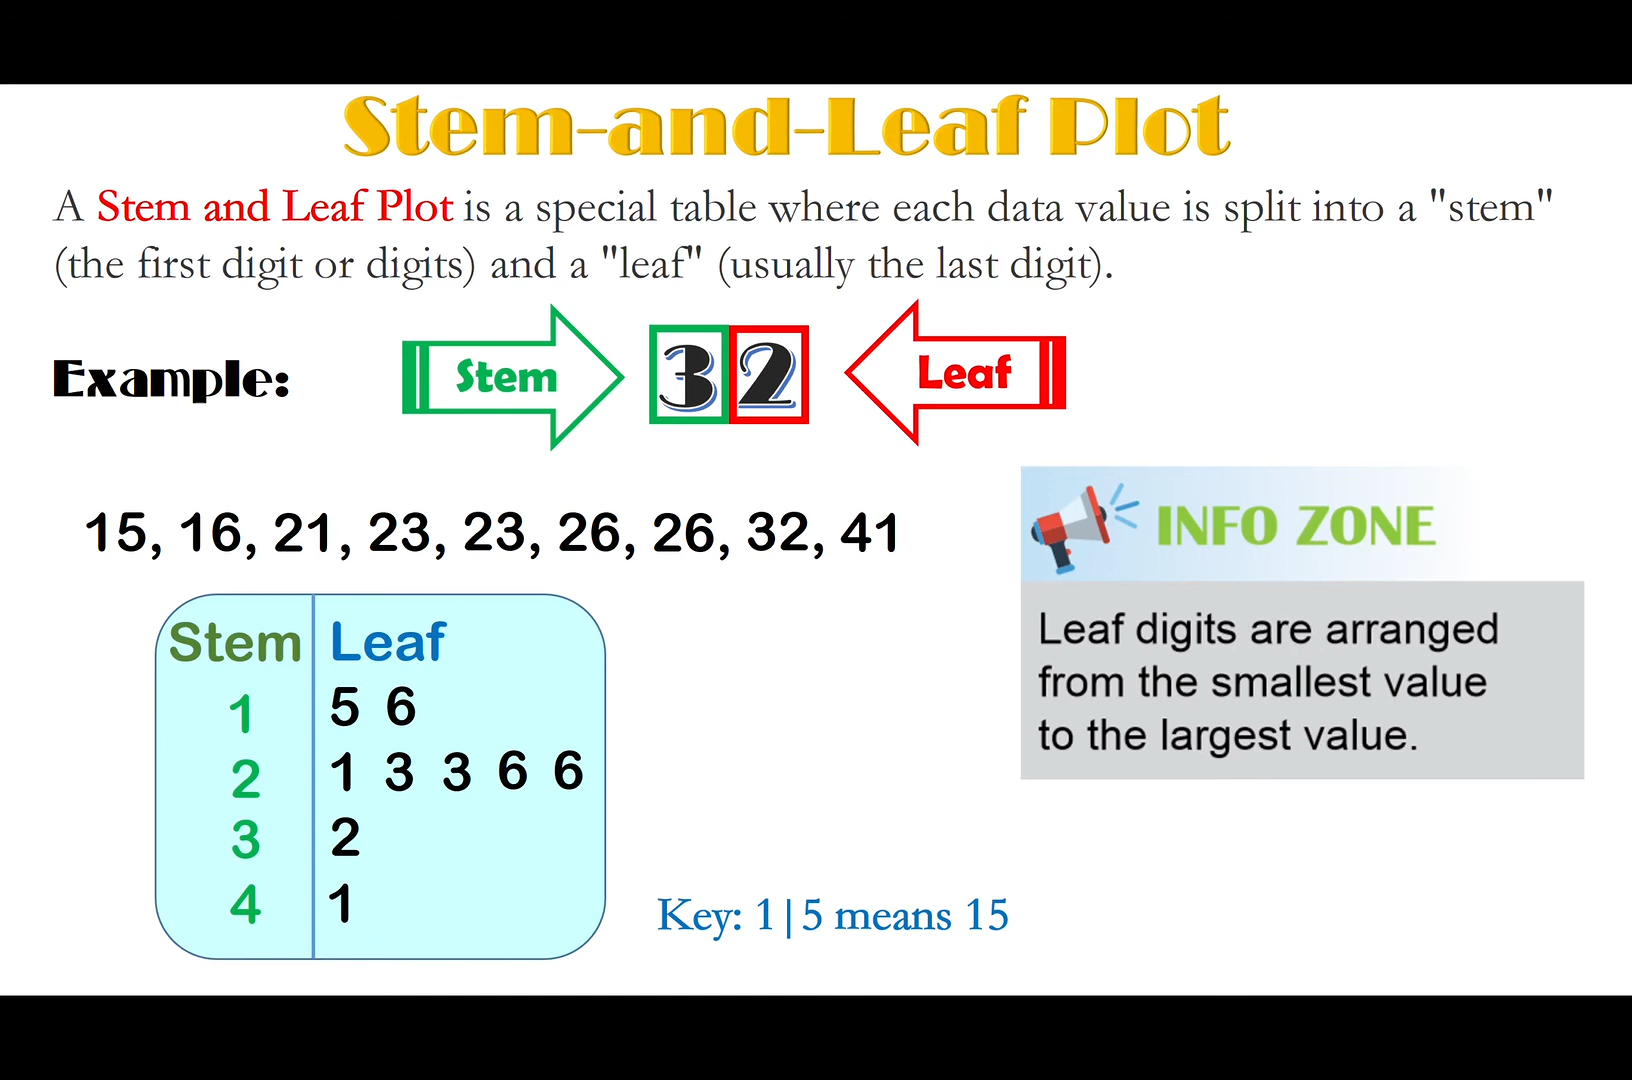 Stem-and-Leaf Plot
A Stem and Leaf Plot is a special table where each data value is split into a "stem"
(the first digit or digits) and a "leaf" (usually the last digit).
Example:
Stem
32
Leaf
15, 16, 21, 23, 23, 26, 26, 32, 41
INFO ZONE
Leaf digits are arranged
from the smallest value
to the largest value.
Stem Leaf
1 5 6
2 1 3 3 6 6
3 2
4 1
Key: 1|5 means 15